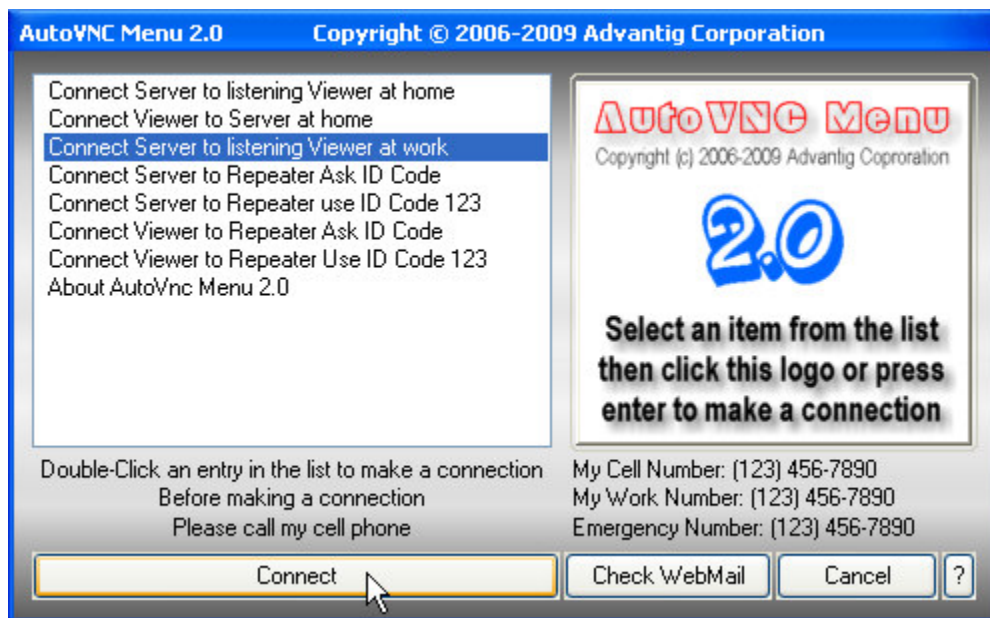 AutoVNC Menu 2.0 Copyright © 2006-2009 Advantig Corporation
Connect Server to listening Viewer at home
Connect Viewer to Server at home
Connect Server to listening Viewer at work
Connect Server to Repeater Ask ID Code
Connect Server to Repeater use ID Code 123
Connect Viewer to Repeater Ask ID Code
Connect Viewer to Repeater Use ID Code 123
About AutoVnc Menu 2.0
AutoVNC Menu
Copyright (c) 2006-2009 Advantig Coproration
2.0
Select an item from the list
then click this logo or press
enter to make a connection
Double-Click an entry in the list to make a connection
Before making a connection
Please call my cell phone
My Cell Number: (123) 456-7890
My Work Number: (123) 456-7890
Emergency Number: (123) 456-7890
Connect
Check WebMail
Cancel
?